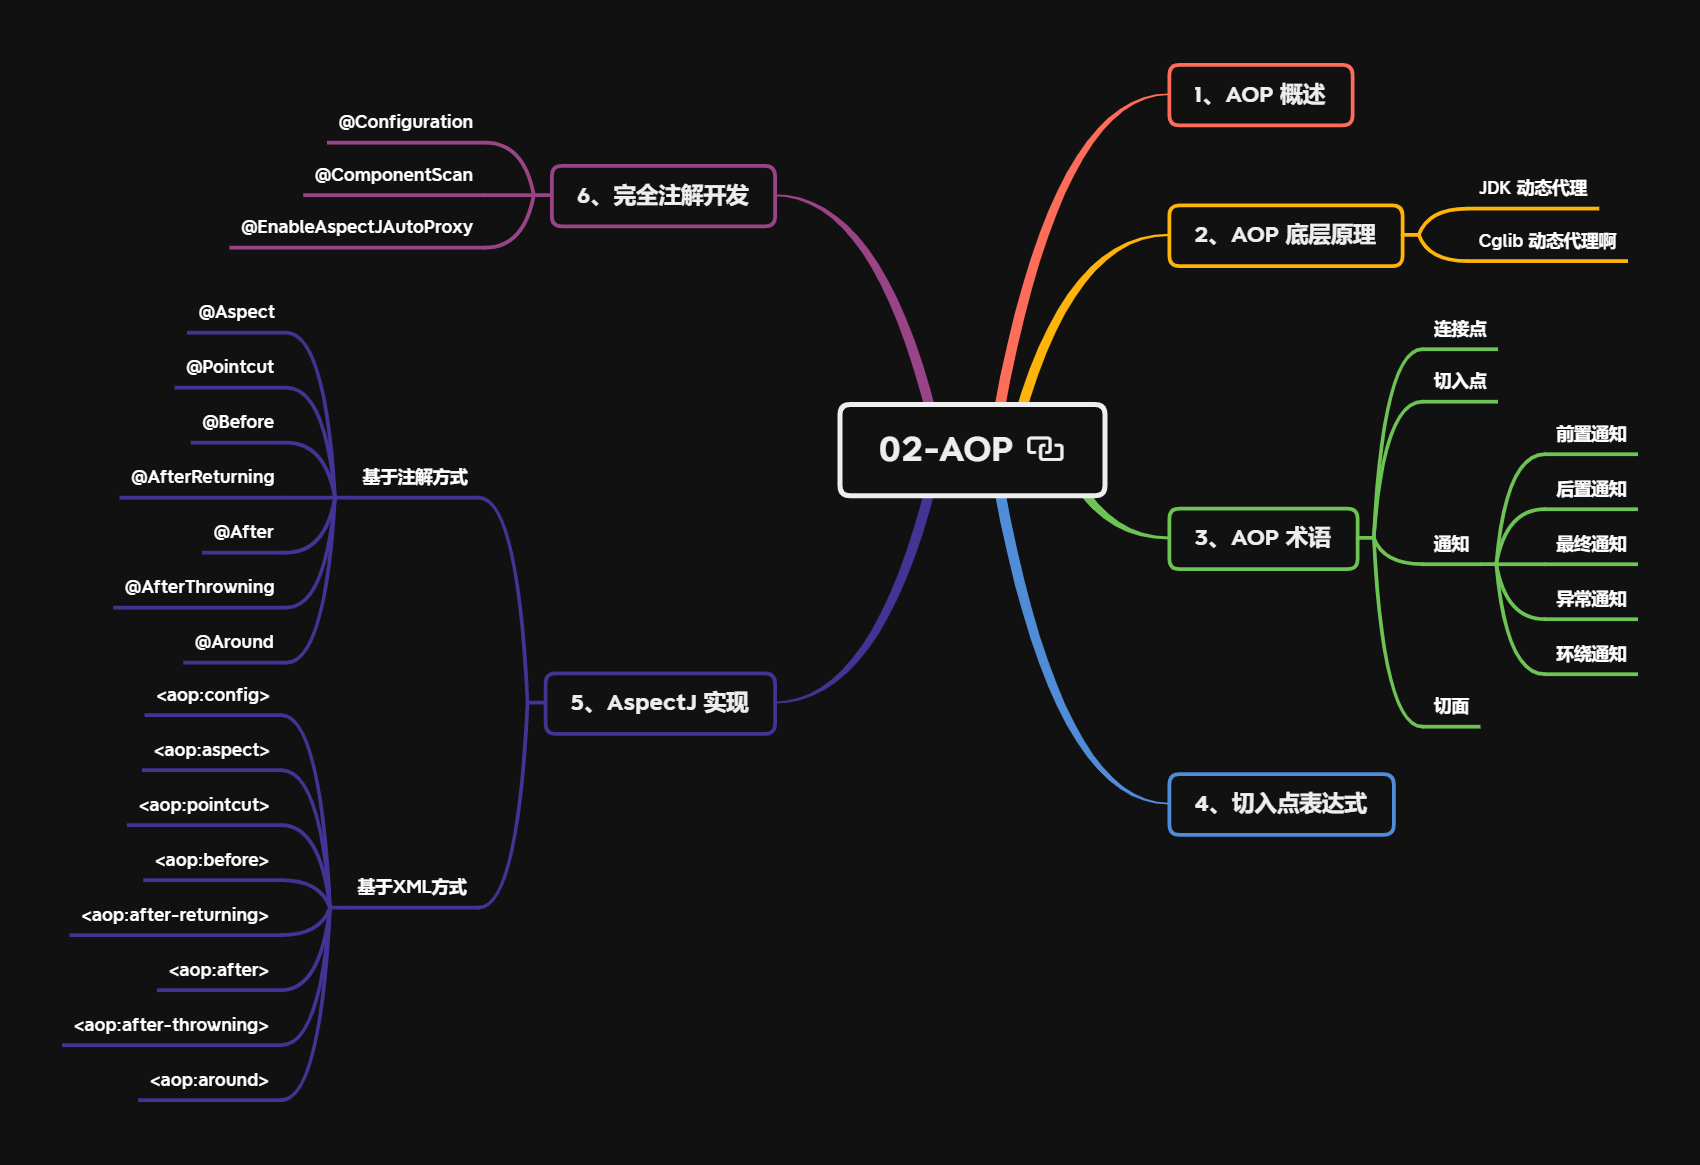 02-AOP
1、AOP 概述
2、AOP 底层原理
JDK 动态代理
Cglib 动态代理啊
3、AOP 术语
连接点
切入点
通知
前置通知
后置通知
最终通知
异常通知
环绕通知
切面
4、切入点表达式
5、AspectJ 实现
基于注解方式
@Aspect
@Pointcut
@Before
@AfterReturning
@After
@AfterThrowning
@Around
基于XML方式
<aop:config>
<aop:aspect>
<aop:pointcut>
<aop:before>
<aop:after-returning>
<aop:after>
<aop:after-throwning>
<aop:around>
6、完全注解开发
@Configuration
@ComponentScan
@EnableAspectJAutoProxy